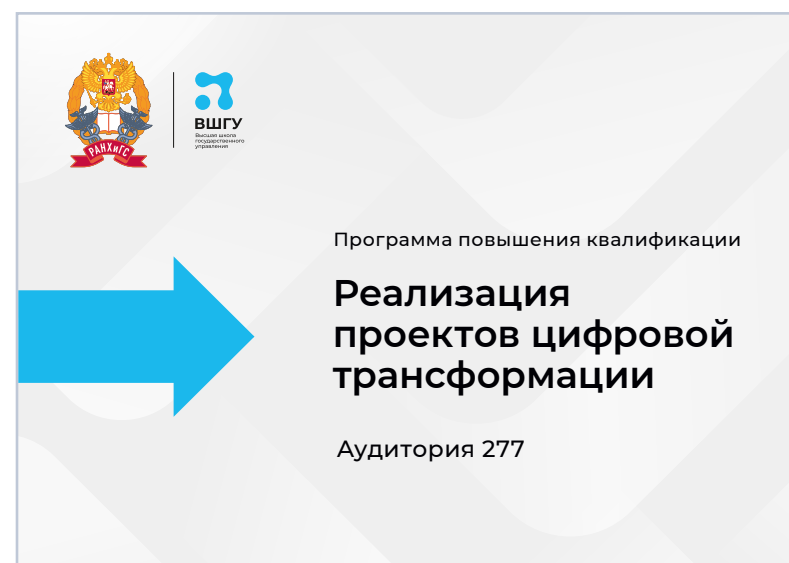 РАНХиГС
ВШГУ
Высшая школа
государственного
управления
Программа повышения квалификации
Реализация
проектов цифровой
трансформации
Аудитория 277